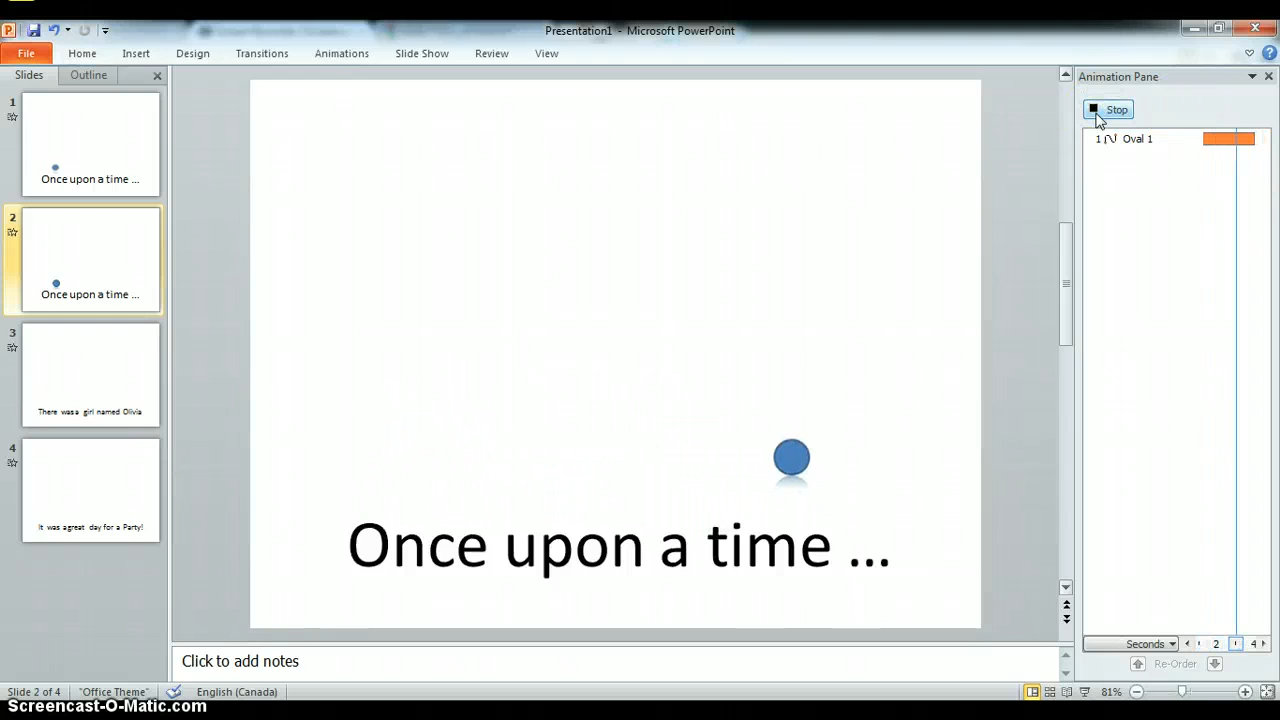 Presentation1 - Microsoft PowerPoint
File Home Insert Design Transitions Animations Slide Show Review View
Slides Outline
Animation Pane
Stop
1 Oval 1
1
Once upon a time ...
2
Once upon a time ...
3
There was a girl named Olivia
4
It was a great day for a Party!
Once upon a time ...
Seconds 2 4
Re-Order
Click to add notes
Slide 2 of 4 "Office Theme" English (Canada) 81%
Screencast-O-Matic.com